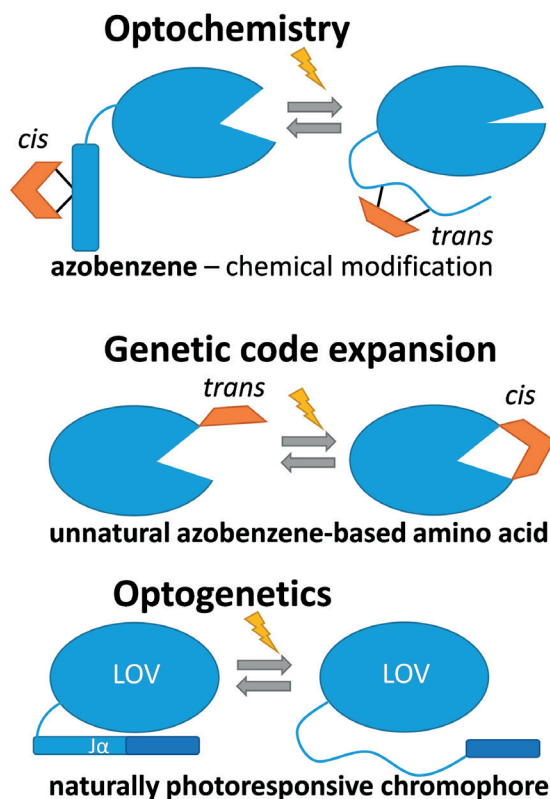 Optochemistry
cis
trans
azobenzene – chemical modification
Genetic code expansion
trans
cis
unnatural azobenzene-based amino acid
Optogenetics
LOV LOV
Jα
naturally photoresponsive chromophore